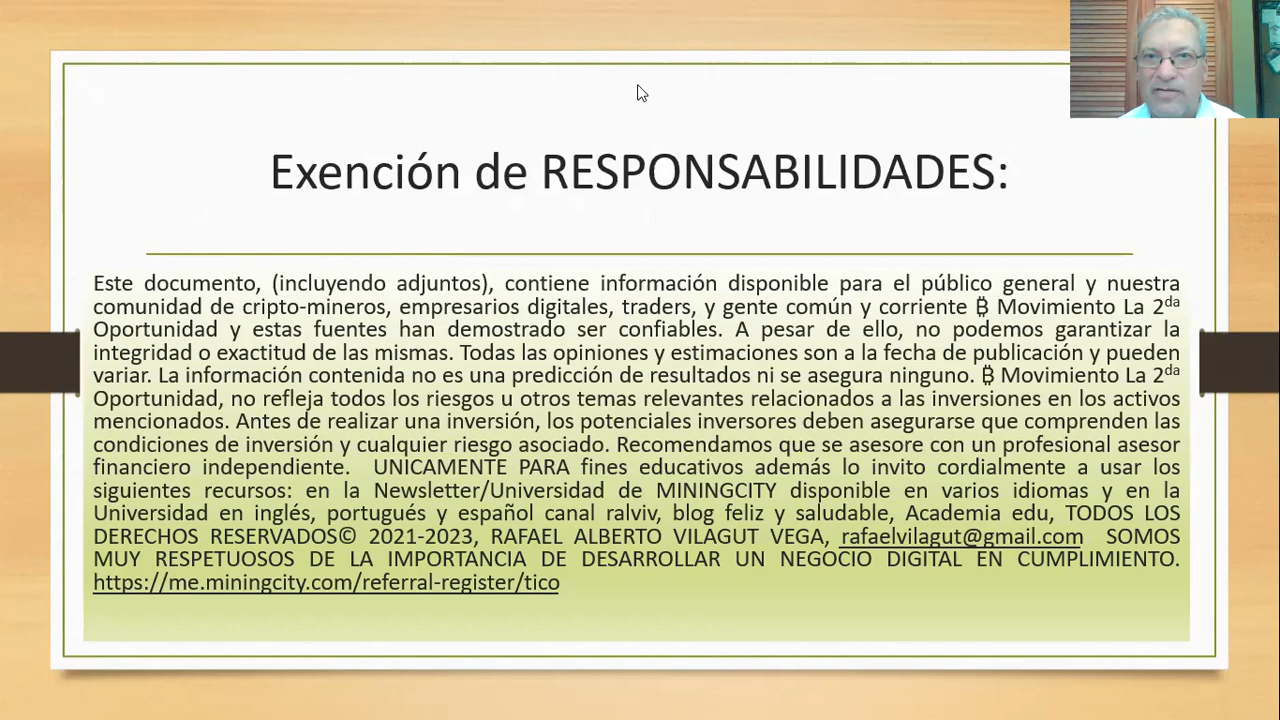 Exención de RESPONSABILIDADES:
Este documento, (incluyendo adjuntos), contiene información disponible para el público general y nuestra
comunidad de cripto-mineros, empresarios digitales, traders, y gente común y corriente ₿ Movimiento La 2da
Oportunidad y estas fuentes han demostrado ser confiables. A pesar de ello, no podemos garantizar la
integridad o exactitud de las mismas. Todas las opiniones y estimaciones son a la fecha de publicación y pueden
variar. La información contenida no es una predicción de resultados ni se asegura ninguno. ₿ Movimiento La 2da
Oportunidad, no refleja todos los riesgos u otros temas relevantes relacionados a las inversiones en los activos
mencionados. Antes de realizar una inversión, los potenciales inversores deben asegurarse que comprenden las
condiciones de inversión y cualquier riesgo asociado. Recomendamos que se asesore con un profesional asesor
financiero independiente. UNICAMENTE PARA fines educativos además lo invito cordialmente a usar los
siguientes recursos: en la Newsletter/Universidad de MININGCITY disponible en varios idiomas y en la
Universidad en inglés, portugués y español canal ralviv, blog feliz y saludable, Academia edu, TODOS LOS
DERECHOS RESERVADOS© 2021-2023, RAFAEL ALBERTO VILAGUT VEGA, rafaelvilagut@gmail.com SOMOS
MUY RESPETUOSOS DE LA IMPORTANCIA DE DESARROLLAR UN NEGOCIO DIGITAL EN CUMPLIMIENTO.
https://me.miningcity.com/referral-register/tico